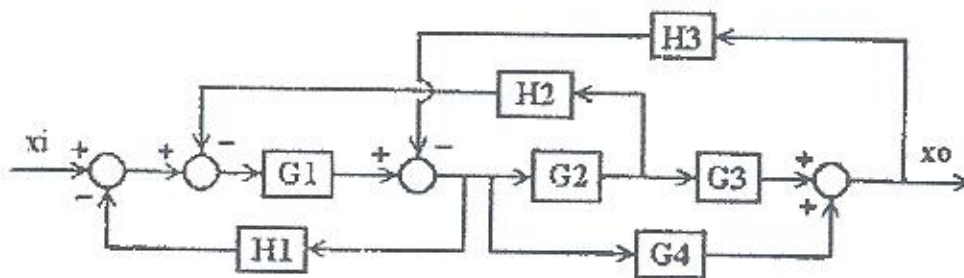 H3
H2
xi + + − + − + xo
G1 G2 G3
− +
H1 G4